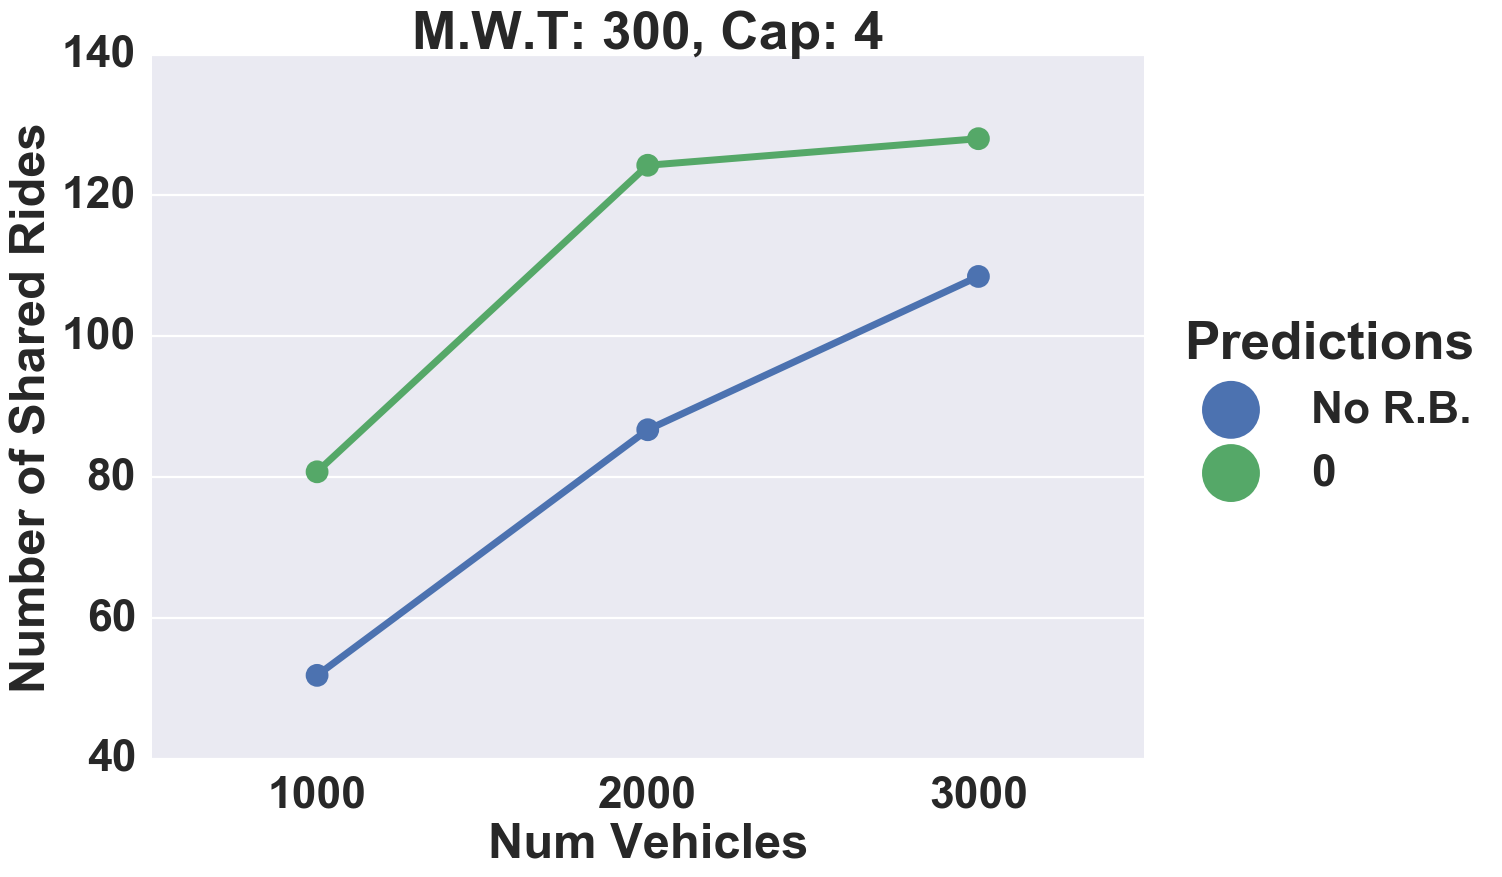 M.W.T: 300, Cap: 4
Number of Shared Rides
140
120
100
80
60
40
1000 2000 3000
Num Vehicles
Predictions
No R.B.
0